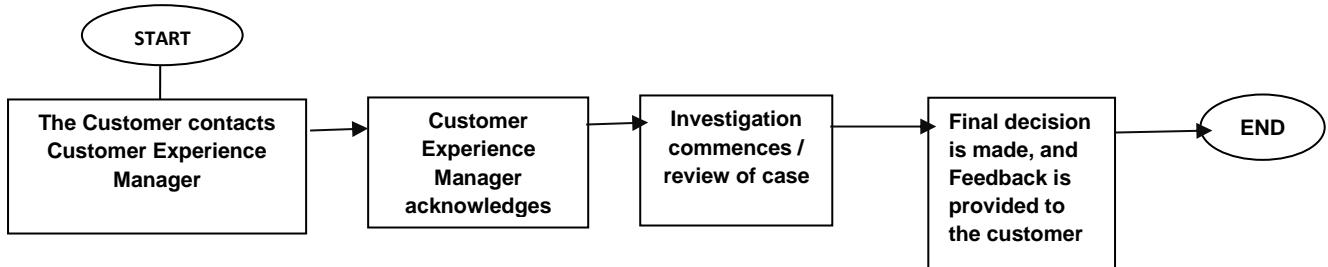 START
The Customer contacts
Customer Experience
Manager
Customer
Experience
Manager
acknowledges
Investigation
commences /
review of case
Final decision
is made, and
Feedback is
provided to
the customer
END